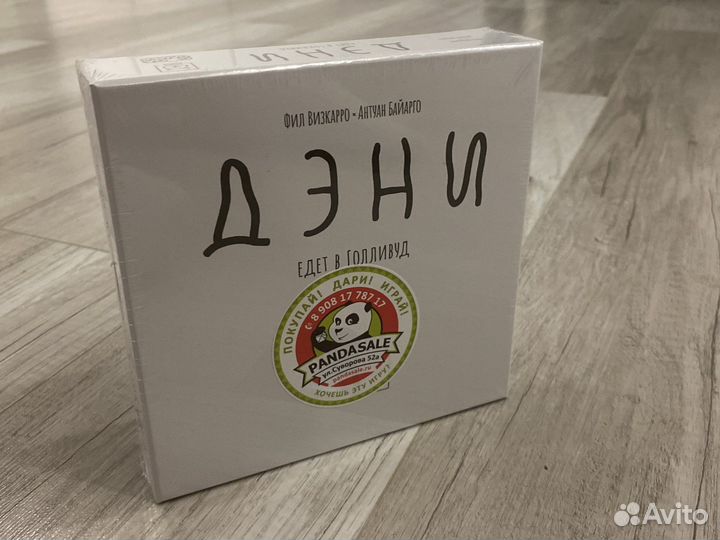 ДЭНИ
Фил Визкарро • Антуан Байарго
ДЭНИ
едет в Голливуд
ПОКУПАЙ! ДАРИ! ИГРАЙ!
8 908 17 787 17
PANDASALE
ул.Суворова 52а
pandasale.ru
ХОЧЕШЬ ЭТУ ИГРУ?
Avito